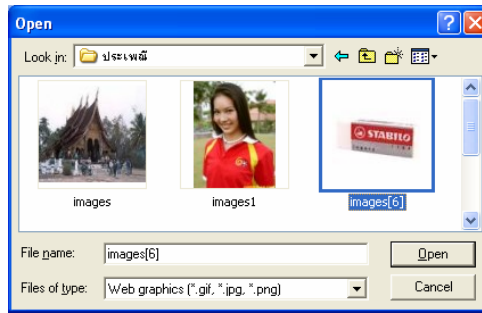 Open
Look in: ประเพณี
STABILO
images
images1
images[6]
File name: images[6]
Open
Files of type: Web graphics (*.gif, *.jpg, *.png)
Cancel